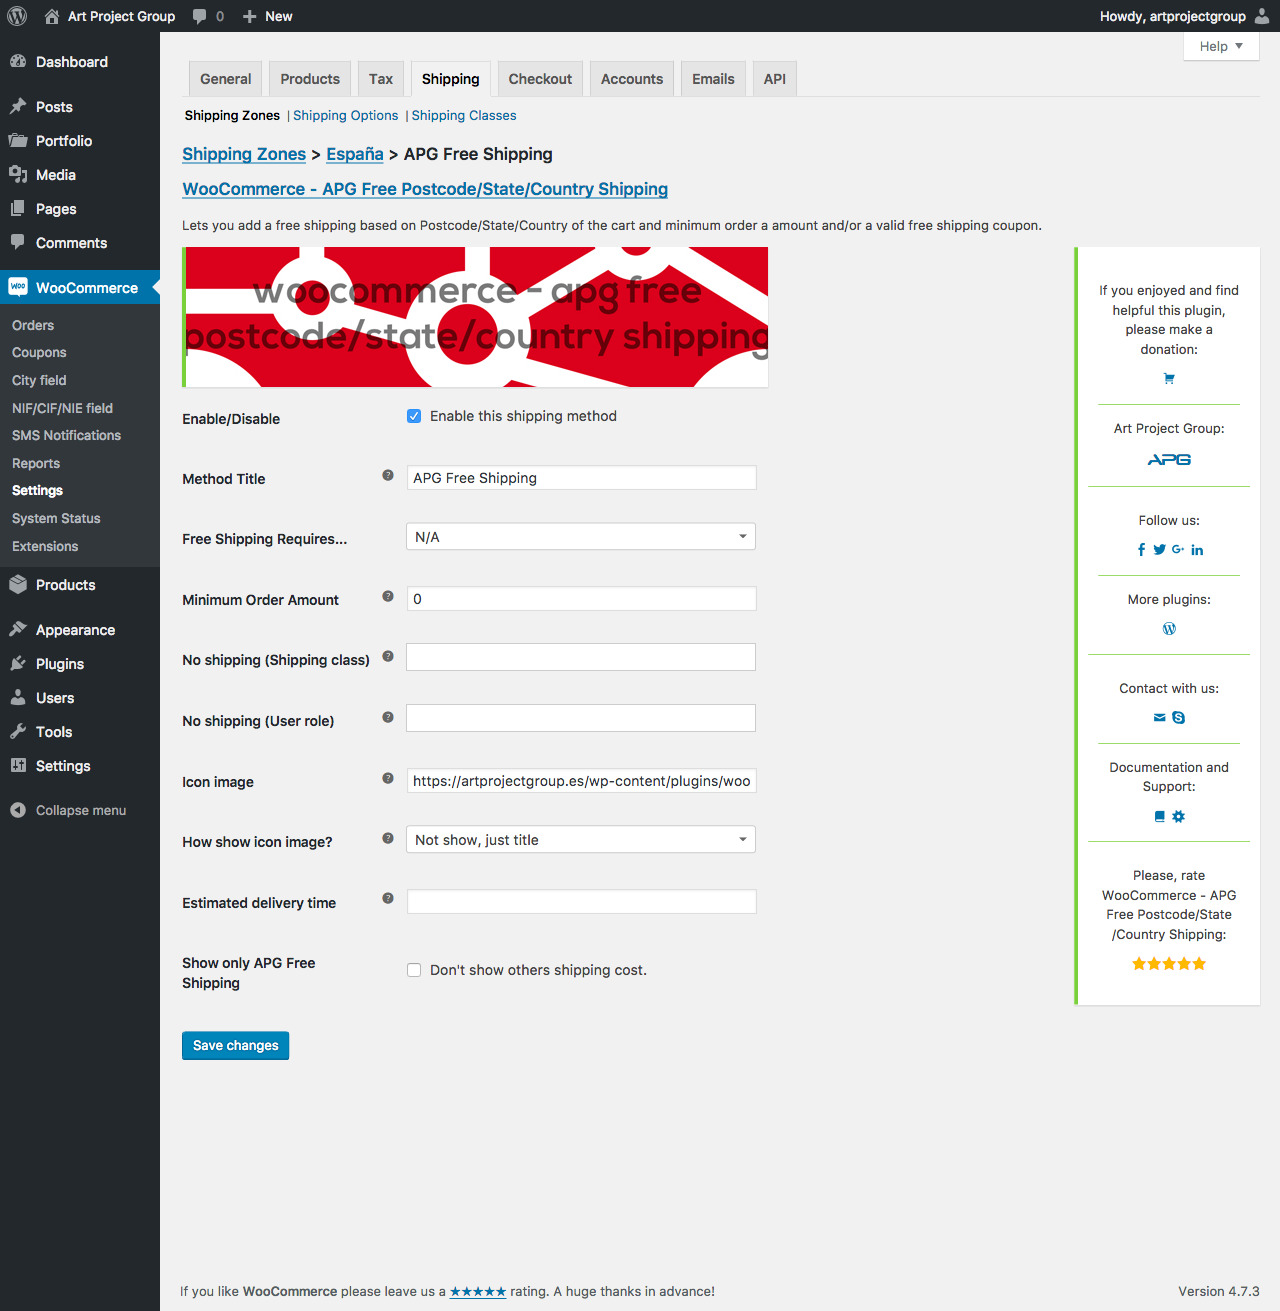 Art Project Group
0
New
Howdy, artprojectgroup
Help
Dashboard
Posts
Portfolio
Media
Pages
Comments
WooCommerce
Orders
Coupons
City field
NIF/CIF/NIE field
SMS Notifications
Reports
Settings
System Status
Extensions
Products
Appearance
Plugins
Users
Tools
Settings
Collapse menu
General
Products
Tax
Shipping
Checkout
Accounts
Emails
API
Shipping Zones | Shipping Options | Shipping Classes
Shipping Zones > España > APG Free Shipping
WooCommerce - APG Free Postcode/State/Country Shipping
Lets you add a free shipping based on Postcode/State/Country of the cart and minimum order a amount and/or a valid free shipping coupon.
woocommerce - apg free
postcode/state/country shipping
Enable/Disable
Enable this shipping method
Method Title
APG Free Shipping
Free Shipping Requires...
N/A
Minimum Order Amount
0
No shipping (Shipping class)
No shipping (User role)
Icon image
https://artprojectgroup.es/wp-content/plugins/woo
How show icon image?
Not show, just title
Estimated delivery time
Show only APG Free
Shipping
Don't show others shipping cost.
Save changes
If you enjoyed and find
helpful this plugin,
please make a
donation:
Art Project Group:
APG
Follow us:
More plugins:
Contact with us:
Documentation and
Support:
Please, rate
WooCommerce - APG
Free Postcode/State
/Country Shipping:
If you like WooCommerce please leave us a ★★★★★ rating. A huge thanks in advance!
Version 4.7.3